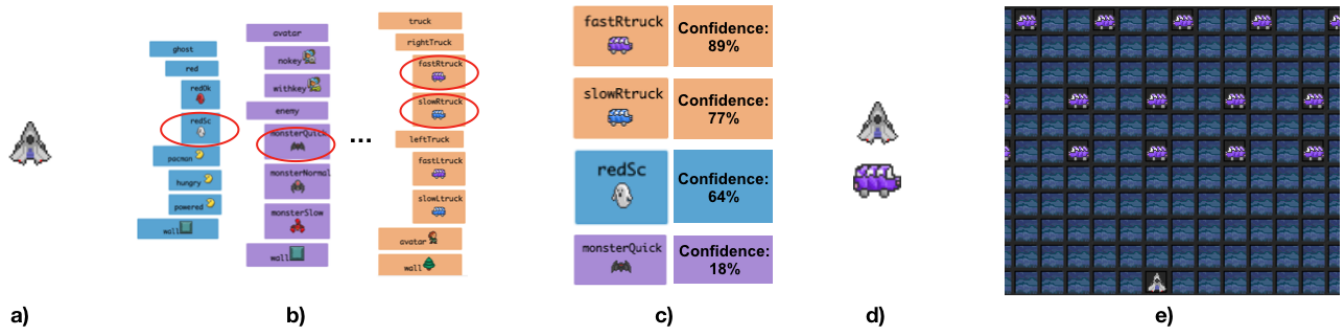 ghost
red
redOk
redSc
pacman
hungry
powered
wall
avatar
nokey
withkey
enemy
monsterQuick
monsterNormal
monsterSlow
wall
...
truck
rightTruck
fastRtruck
slowRtruck
leftTruck
fastLtruck
slowLtruck
avatar
wall
fastRtruck
Confidence:
89%
slowRtruck
Confidence:
77%
redSc
Confidence:
64%
monsterQuick
Confidence:
18%
a)
b)
c)
d)
e)